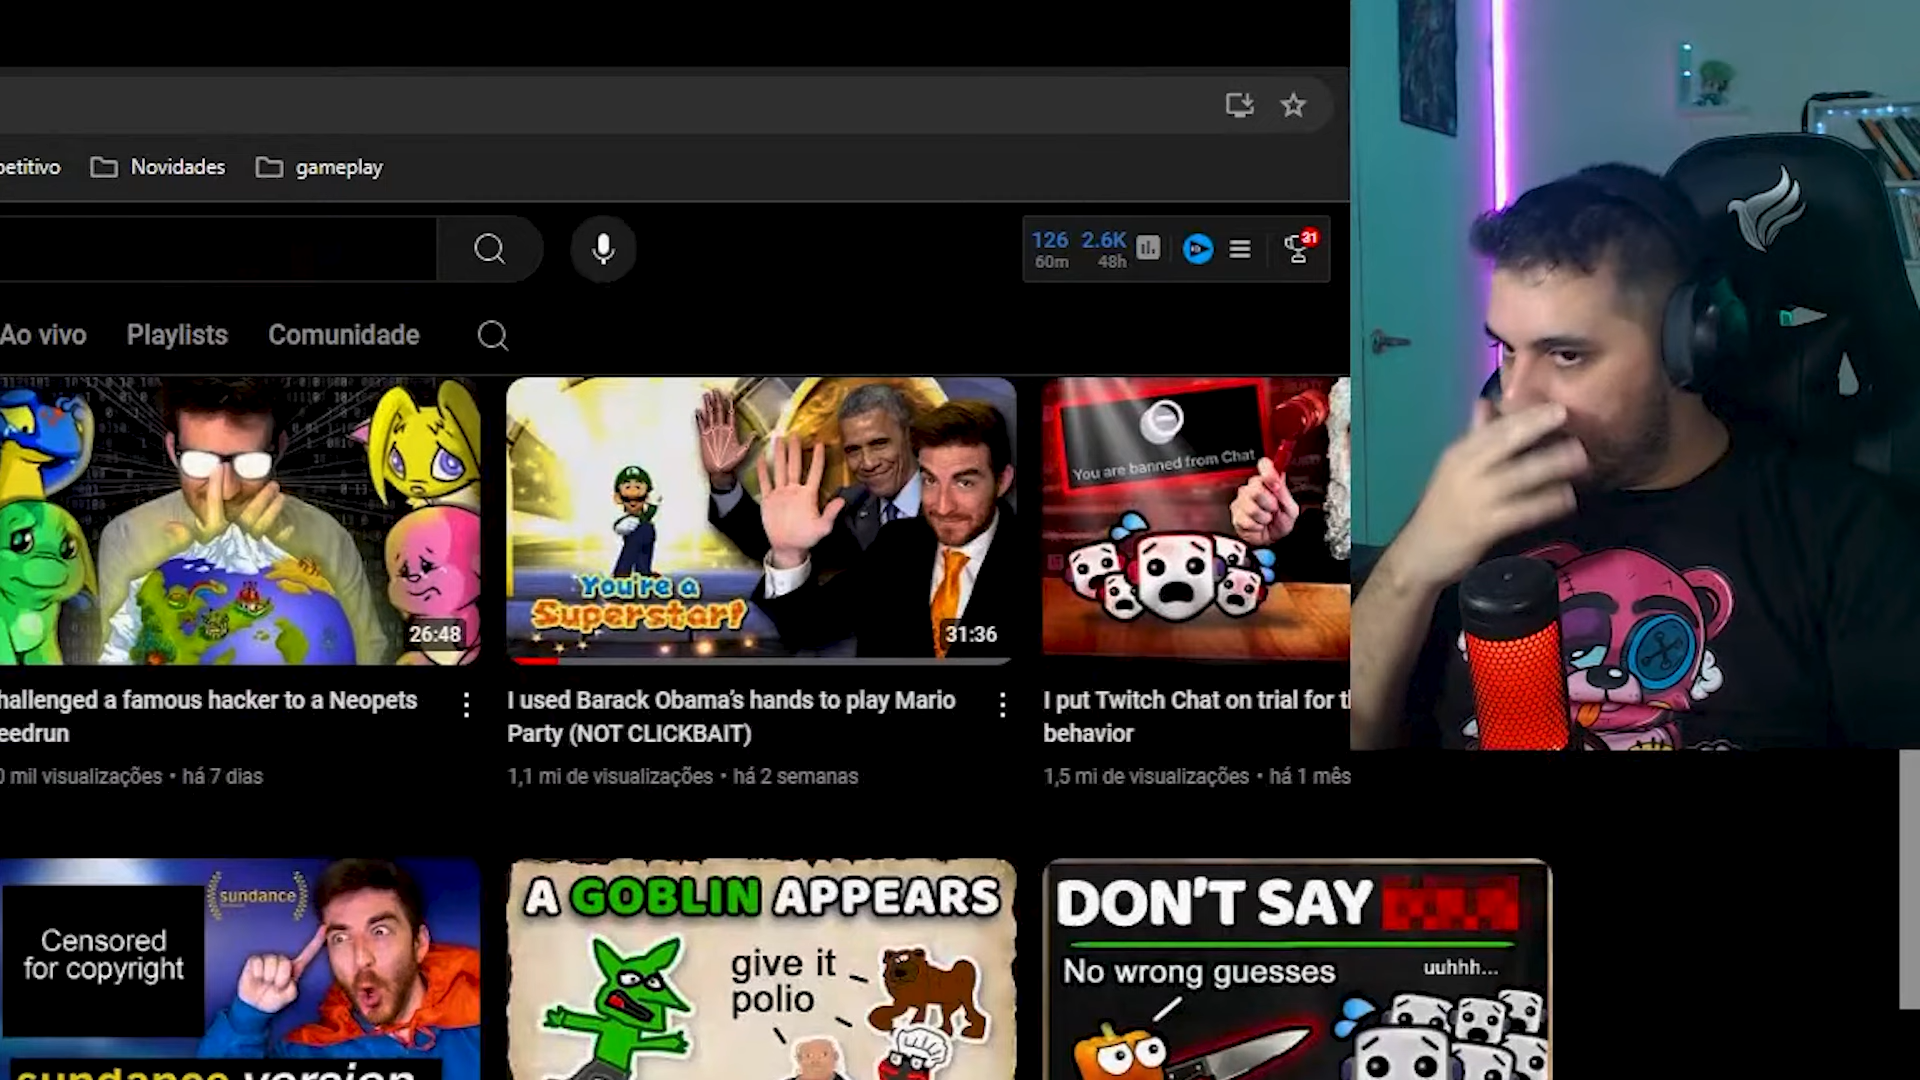 petitivo
Novidades
gameplay
126
2.6K
60m
48h
31
Ao vivo
Playlists
Comunidade
You're a
Superstar!
You are banned from Chat
26:48
31:36
hallenged a famous hacker to a Neopets
eedrun
0 mil visualizações • há 7 dias
I used Barack Obama's hands to play Mario
Party (NOT CLICKBAIT)
1,1 mi de visualizações • há 2 semanas
I put Twitch Chat on trial for
behavior
1,5 mi de visualizações • há 1 mês
sundance
Censored
for copyright
sundance version
A GOBLIN APPEARS
give it
polio
DON'T SAY
No wrong guesses
uuhhh...